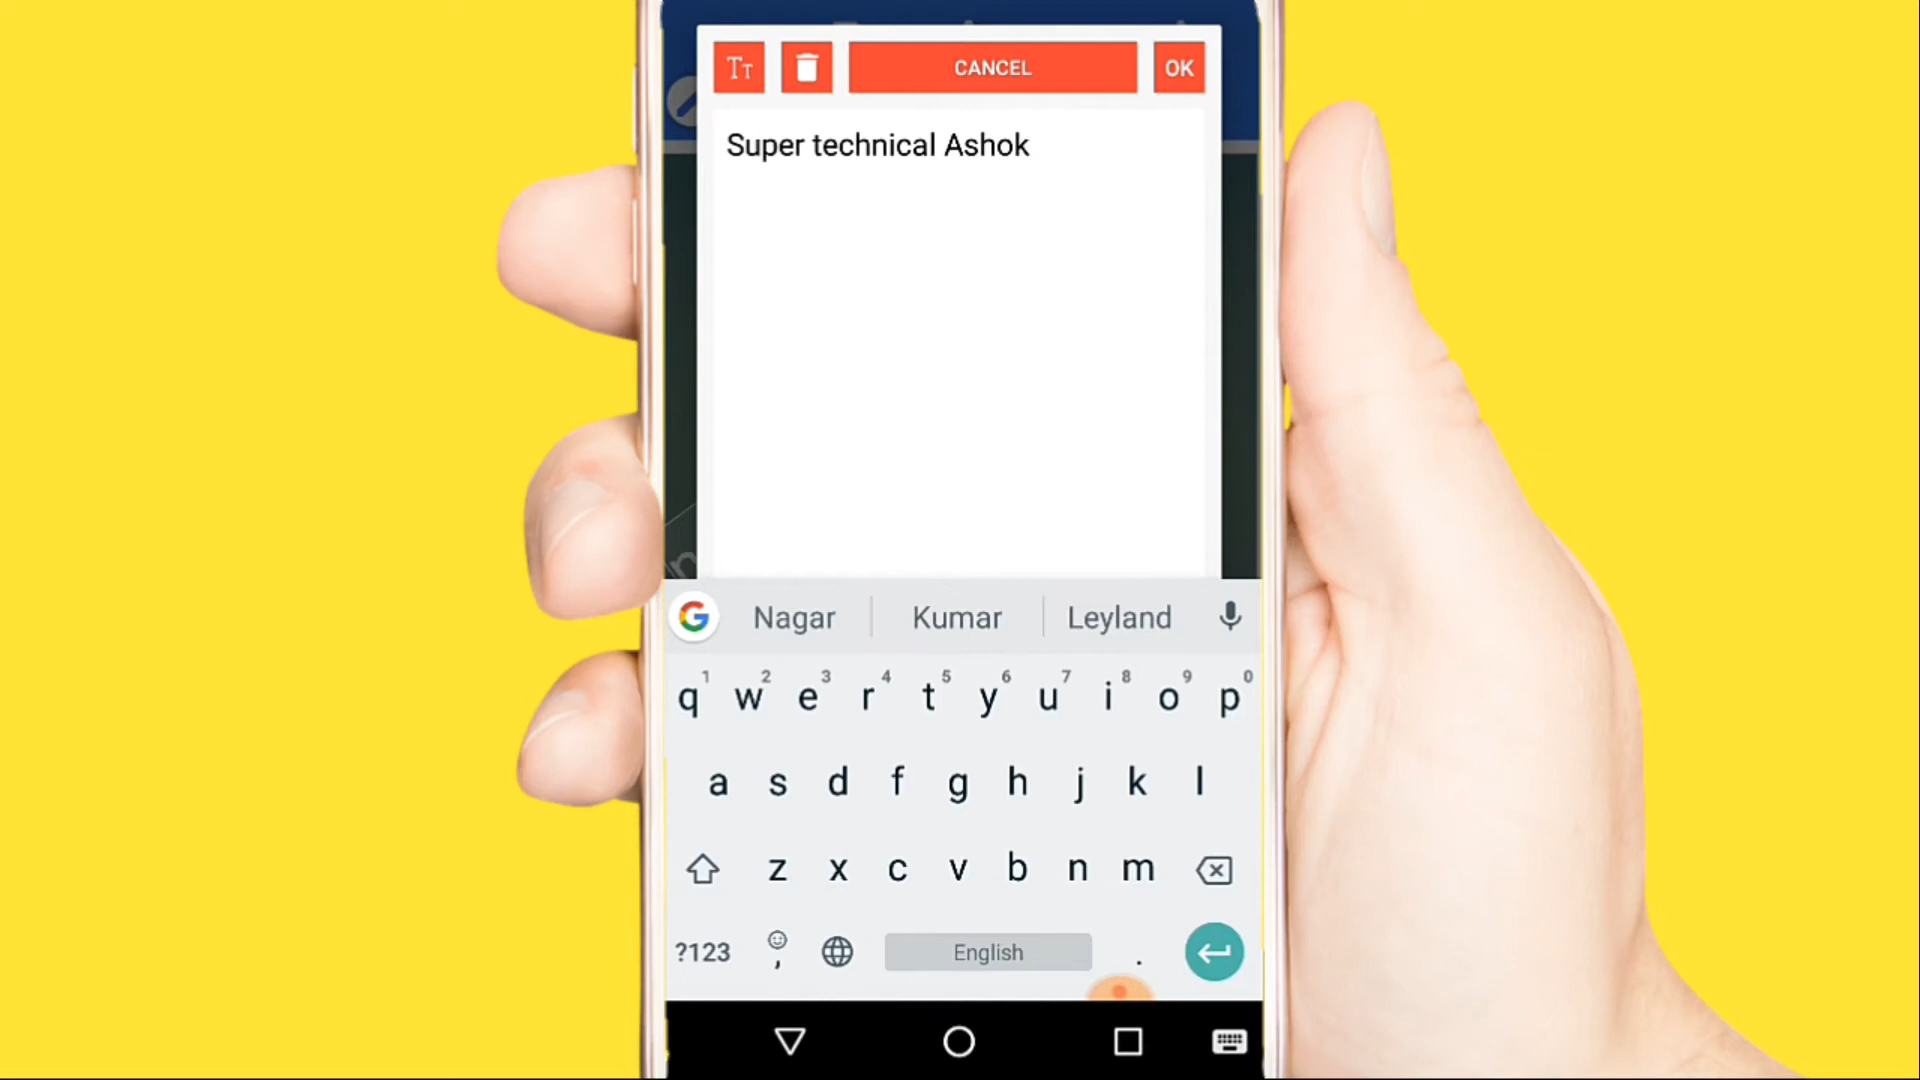 TT
CANCEL
OK
Super technical Ashok
G Nagar Kumar Leyland
1 2 3 4 5 6 7 8 9 0
q w e r t y u i o p
a s d f g h j k l
z x c v b n m
?123 , English .